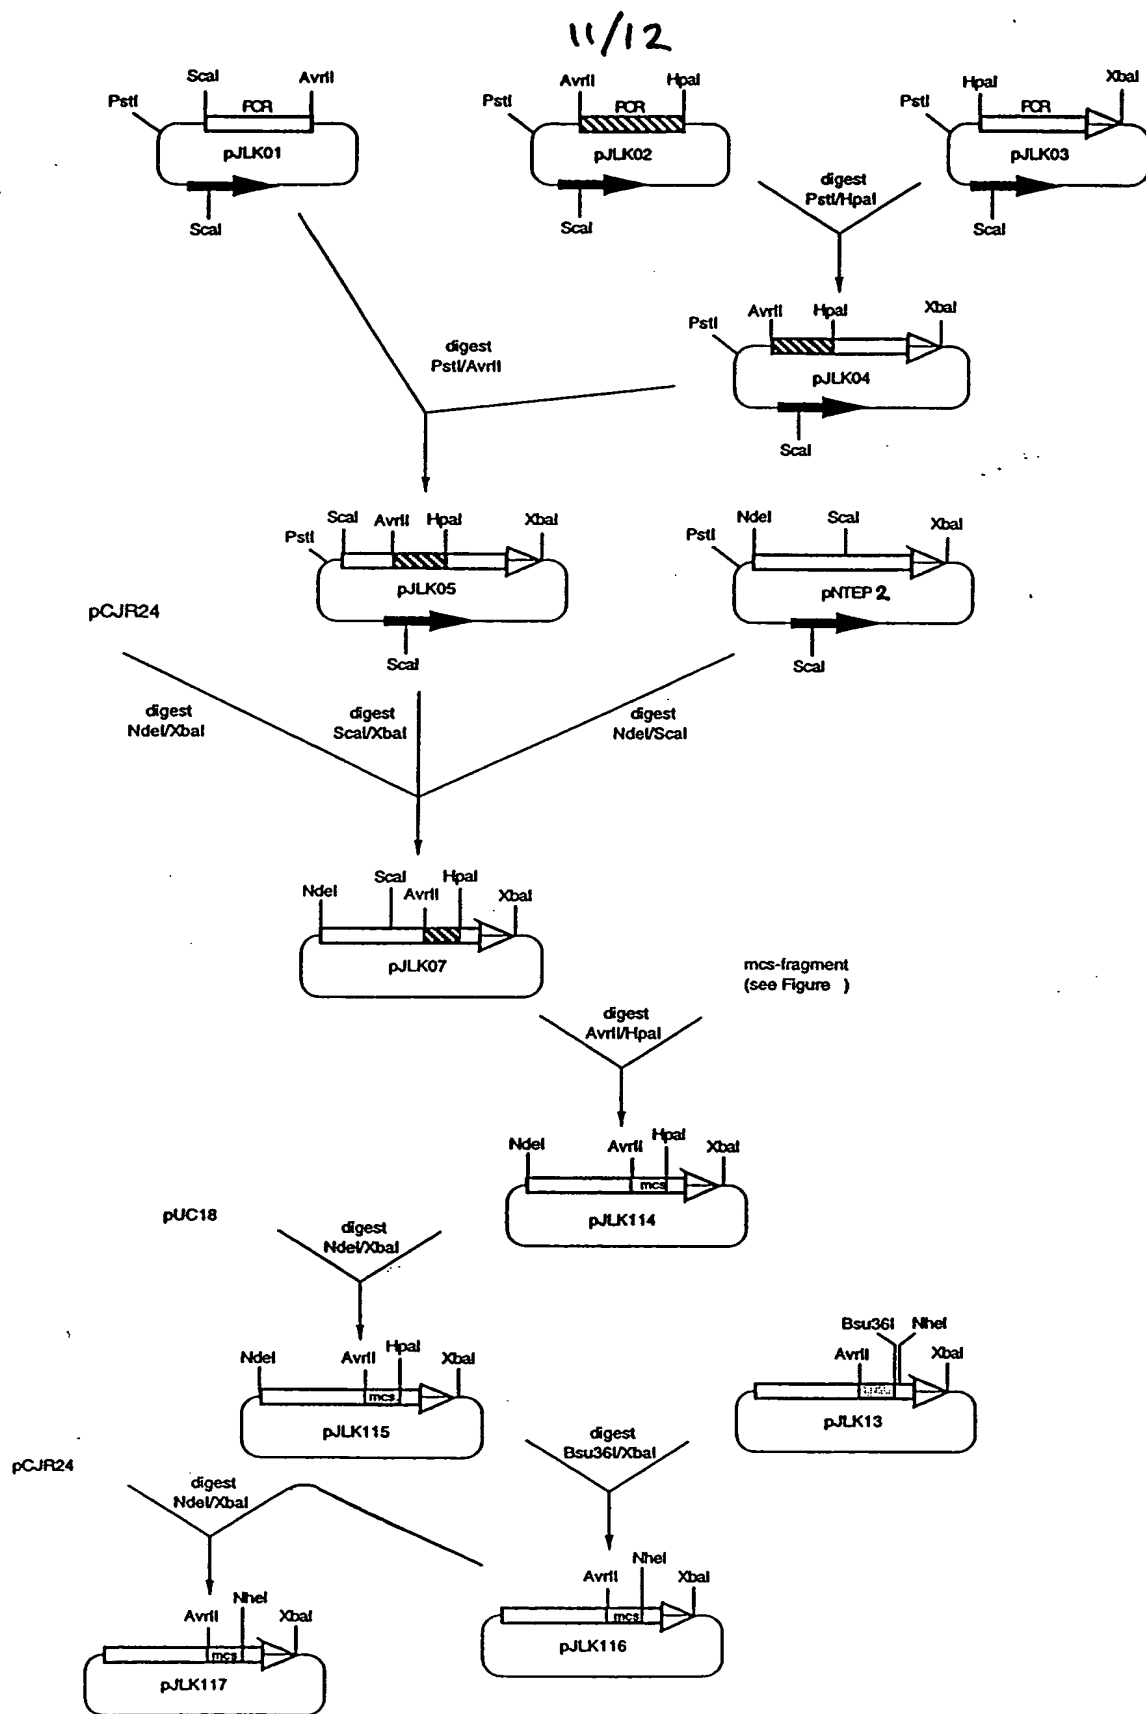 11/12
ScaI
AvrII
PstI
PCR
pJLK01
ScaI
AvrII
HpaI
PstI
PCR
pJLK02
ScaI
HpaI
XbaI
PstI
PCR
pJLK03
ScaI
digest
PstI/HpaI
PstI
AvrII
HpaI
XbaI
pJLK04
ScaI
digest
PstI/AvrII
PstI
ScaI
AvrII
HpaI
XbaI
pJLK05
ScaI
PstI
NdeI
ScaI
XbaI
pNTEP2
ScaI
pCJR24
digest
NdeI/XbaI
digest
ScaI/XbaI
digest
NdeI/ScaI
NdeI
ScaI
AvrII
HpaI
XbaI
pJLK07
mcs-fragment
(see Figure )
digest
AvrII/HpaI
NdeI
AvrII
HpaI
XbaI
mcs
pJLK114
pUC18
digest
NdeI/XbaI
NdeI
AvrII
HpaI
XbaI
mcs
pJLK115
Bsu36I
NheI
AvrII
XbaI
pJLK13
digest
Bsu36I/XbaI
pCJR24
digest
NdeI/XbaI
AvrII
NheI
XbaI
mcs
pJLK116
AvrII
NheI
XbaI
mcs
pJLK117